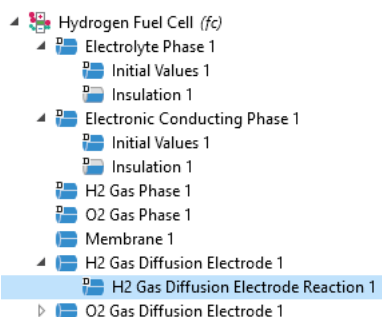 Hydrogen Fuel Cell (fc)
Electrolyte Phase 1
Initial Values 1
Insulation 1
Electronic Conducting Phase 1
Initial Values 1
Insulation 1
H2 Gas Phase 1
O2 Gas Phase 1
Membrane 1
H2 Gas Diffusion Electrode 1
H2 Gas Diffusion Electrode Reaction 1
O2 Gas Diffusion Electrode 1